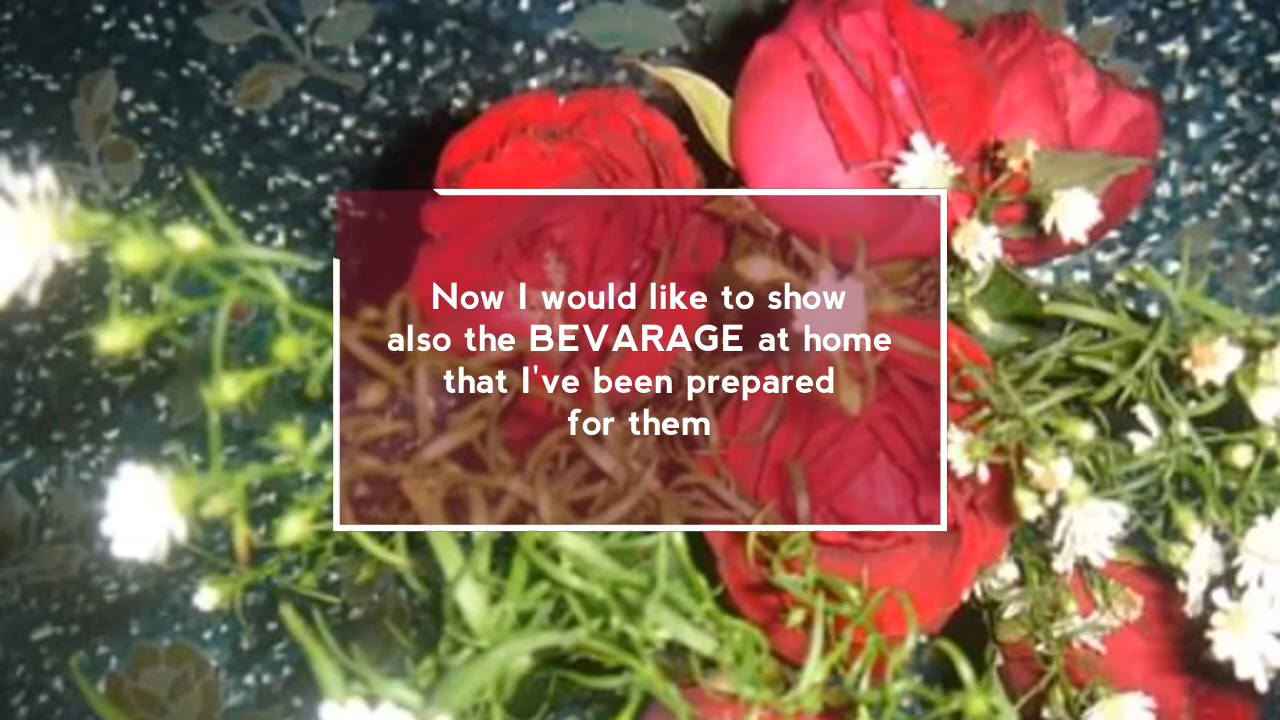 Now I would like to show
also the BEVARAGE at home
that I've been prepared
for them